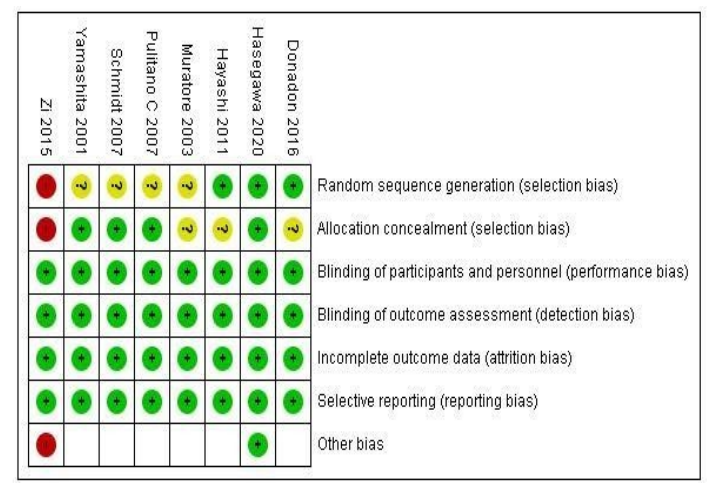 Zi 2015
Yamashita 2001
Schmidt 2007
Pulitano C 2007
Muratore 2003
Hayashi 2011
Hasegawa 2020
Donadon 2016
? ? ? ? + + + Random sequence generation (selection bias)
+ + + ? ? + ? Allocation concealment (selection bias)
+ + + + + + + + Blinding of participants and personnel (performance bias)
+ + + + + + + + Blinding of outcome assessment (detection bias)
+ + + + + + + + Incomplete outcome data (attrition bias)
+ + + + + + + + Selective reporting (reporting bias)
+ Other bias